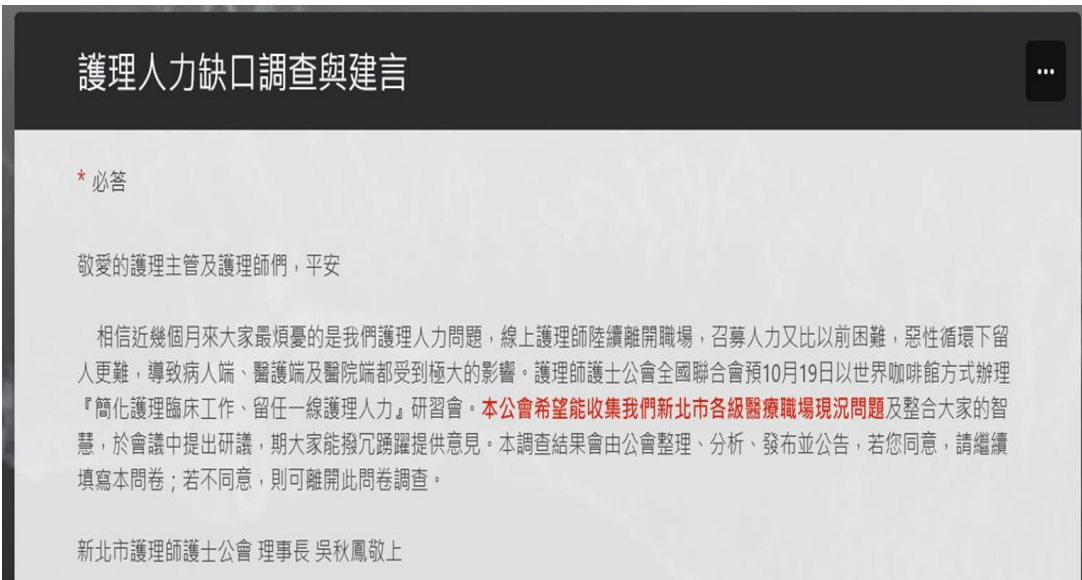 護理人力缺口調查與建言
...
* 必答
敬愛的護理主管及護理師們，平安
相信近幾個月來大家最煩憂的是我們護理人力問題，線上護理師陸續離開職場，召募人力又比以前困難，惡性循環下留
人更難，導致病人端、醫護端及醫院端都受到極大的影響。護理師護士公會全國聯合會預10月19日以世界咖啡館方式辦理
『簡化護理臨床工作、留任一線護理人力』研習會。本公會希望能收集我們新北市各級醫療職場現況問題及整合大家的智
慧，於會議中提出研議，期大家能撥冗踴躍提供意見。本調查結果會由公會整理、分析、發布並公告，若您同意，請繼續
填寫本問卷；若不同意，則可離開此問卷調查。
新北市護理師護士公會 理事長 吳秋鳳敬上